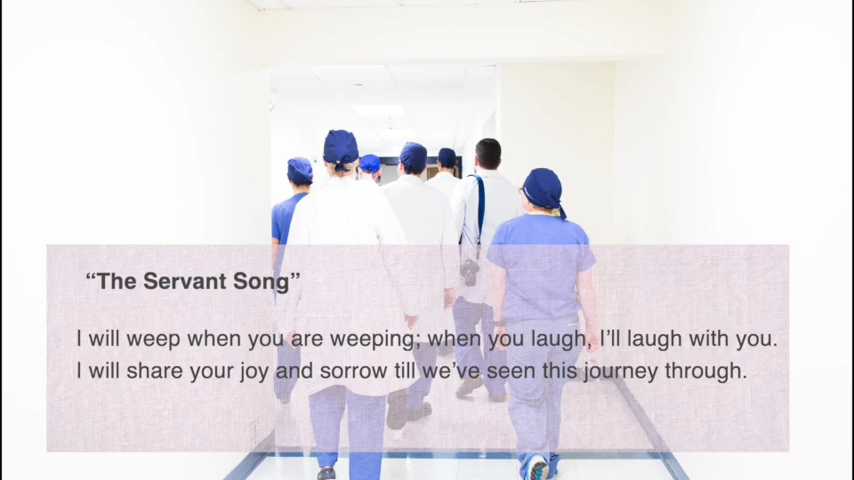 “The Servant Song”
I will weep when you are weeping; when you laugh, I’ll laugh with you.
I will share your joy and sorrow till we’ve seen this journey through.